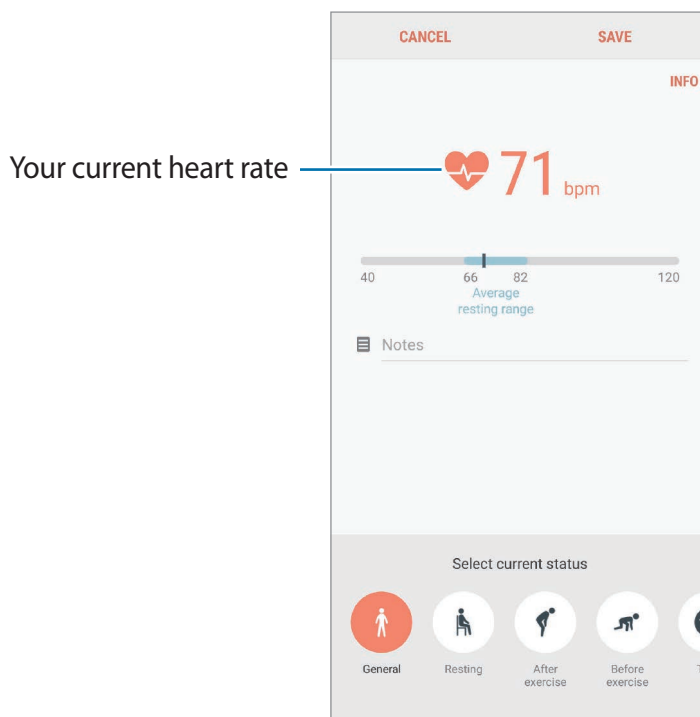 CANCEL SAVE
INFO
Your current heart rate
71 bpm
40 66 82 120
Average
resting range
Notes
Select current status
General Resting After
exercise Before
exercise